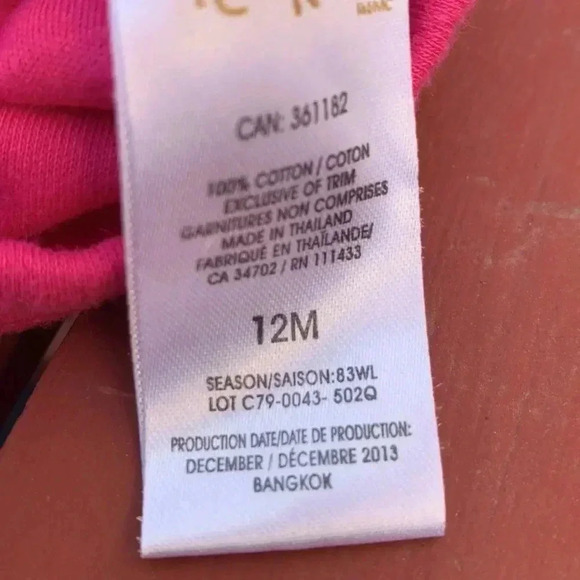 CAN: 361182
100% COTTON / COTON
EXCLUSIVE OF TRIM
GARNITURES NON COMPRISES
MADE IN THAILAND
FABRIQUÉ EN THAÏLANDE/
CA 34702 / RN 111433
12M
SEASON/SAISON:83WL
LOT C79-0043- 502Q
PRODUCTION DATE/DATE DE PRODUCTION:
DECEMBER / DÉCEMBRE 2013
BANGKOK